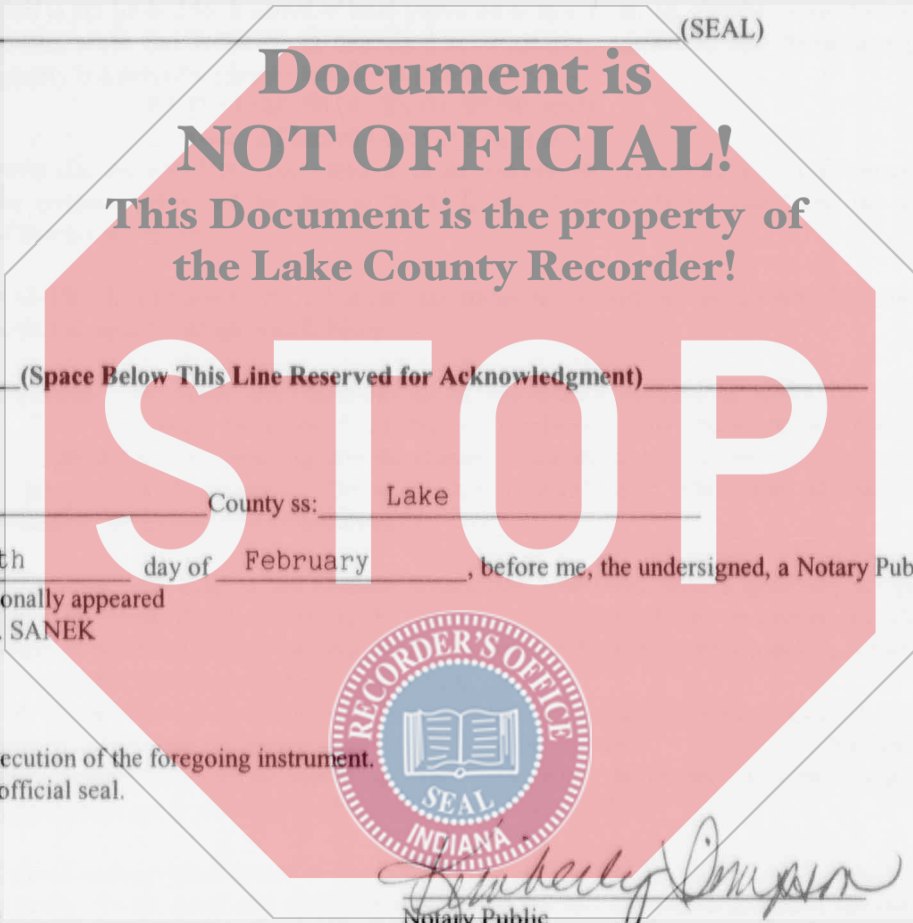 (SEAL)
Document is
NOT OFFICIAL!
This Document is the property of
the Lake County Recorder!
STOP
(Space Below This Line Reserved for Acknowledgment)
County ss: Lake
th day of February, before me, the undersigned, a Notary Pub
onally appeared
. SANEK
ecution of the foregoing instrument.
official seal.
RECORDER'S OFFICE
SEAL
INDIANA
Kimberly Simpson
Notary Public